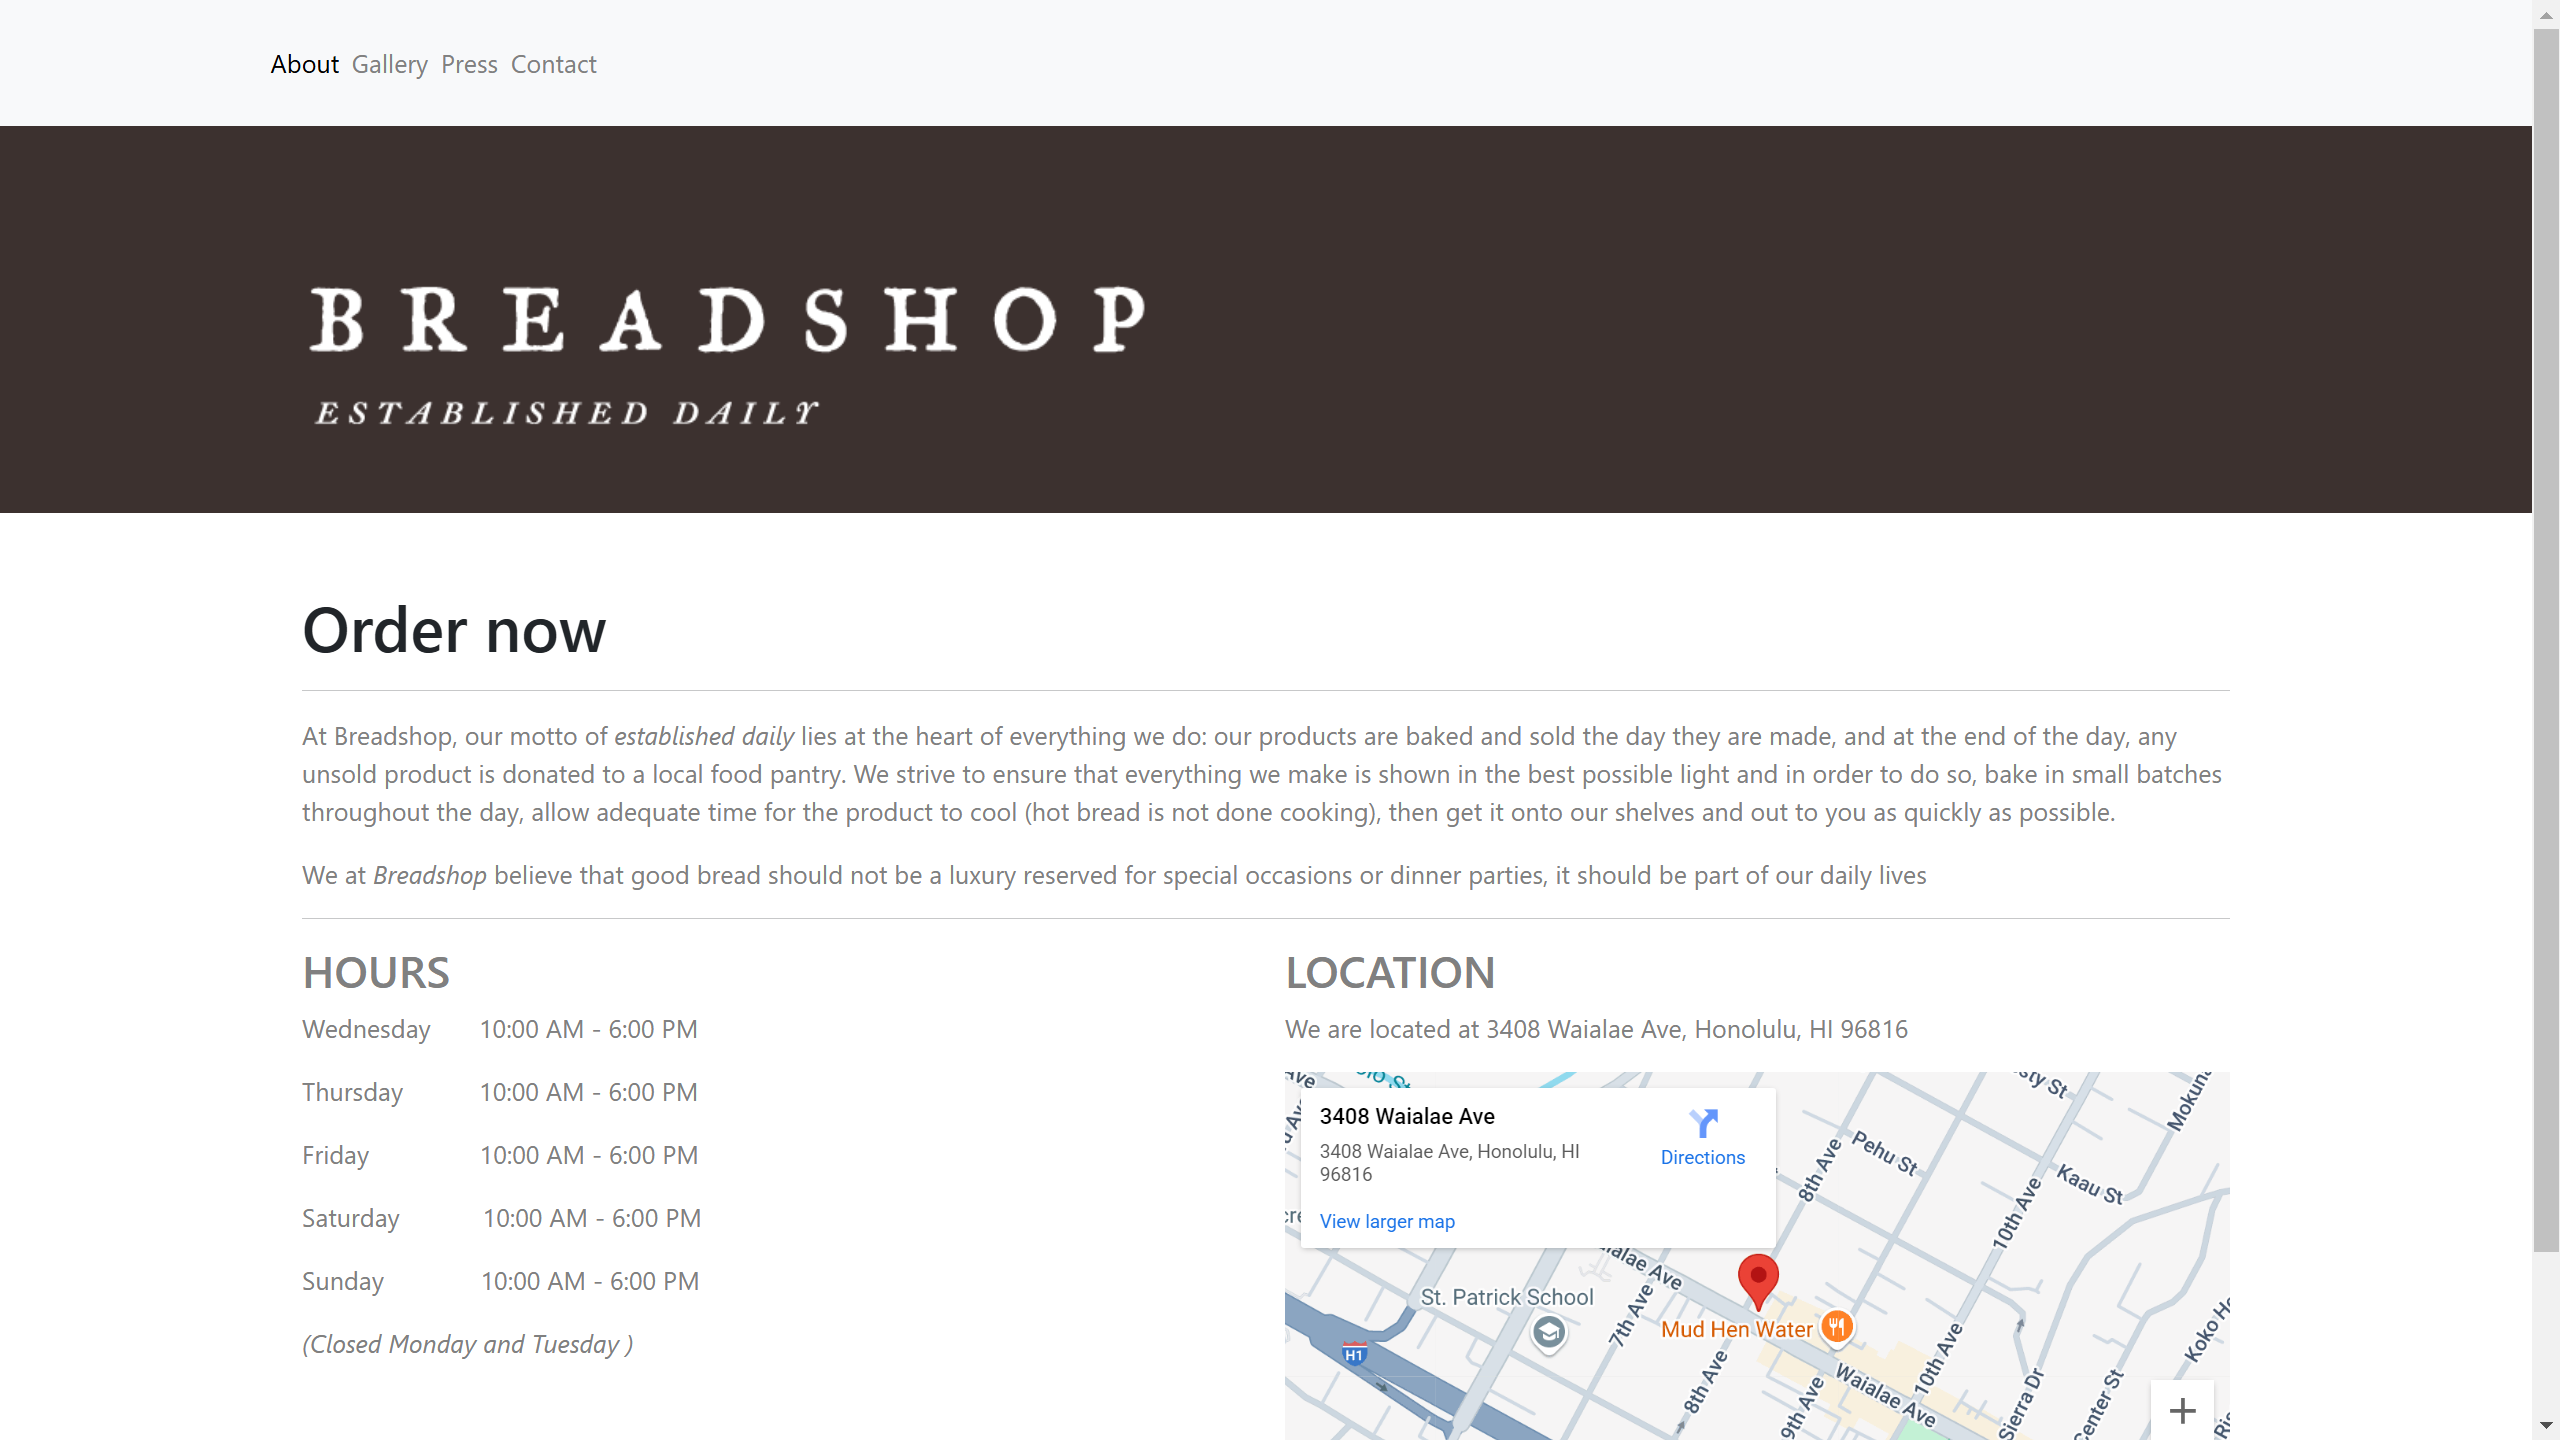 About Gallery Press Contact
BREADSHOP
ESTABLISHED DAILY
Order now
At Breadshop, our motto of established daily lies at the heart of everything we do: our products are baked and sold the day they are made, and at the end of the day, any
unsold product is donated to a local food pantry. We strive to ensure that everything we make is shown in the best possible light and in order to do so, bake in small batches
throughout the day, allow adequate time for the product to cool (hot bread is not done cooking), then get it onto our shelves and out to you as quickly as possible.
We at Breadshop believe that good bread should not be a luxury reserved for special occasions or dinner parties, it should be part of our daily lives
HOURS
Wednesday 10:00 AM - 6:00 PM
Thursday 10:00 AM - 6:00 PM
Friday 10:00 AM - 6:00 PM
Saturday 10:00 AM - 6:00 PM
Sunday 10:00 AM - 6:00 PM
(Closed Monday and Tuesday )
LOCATION
We are located at 3408 Waialae Ave, Honolulu, HI 96816
3408 Waialae Ave
3408 Waialae Ave, Honolulu, HI
96816
Directions
View larger map
Pehu St
Kaau St
8th Ave
10th Ave
Ave
St. Patrick School
7th Ave
Mud Hen Water
H1
8th Ave
9th Ave
Waialae Ave
10th Ave
Sierra Dr
Center St
Koko